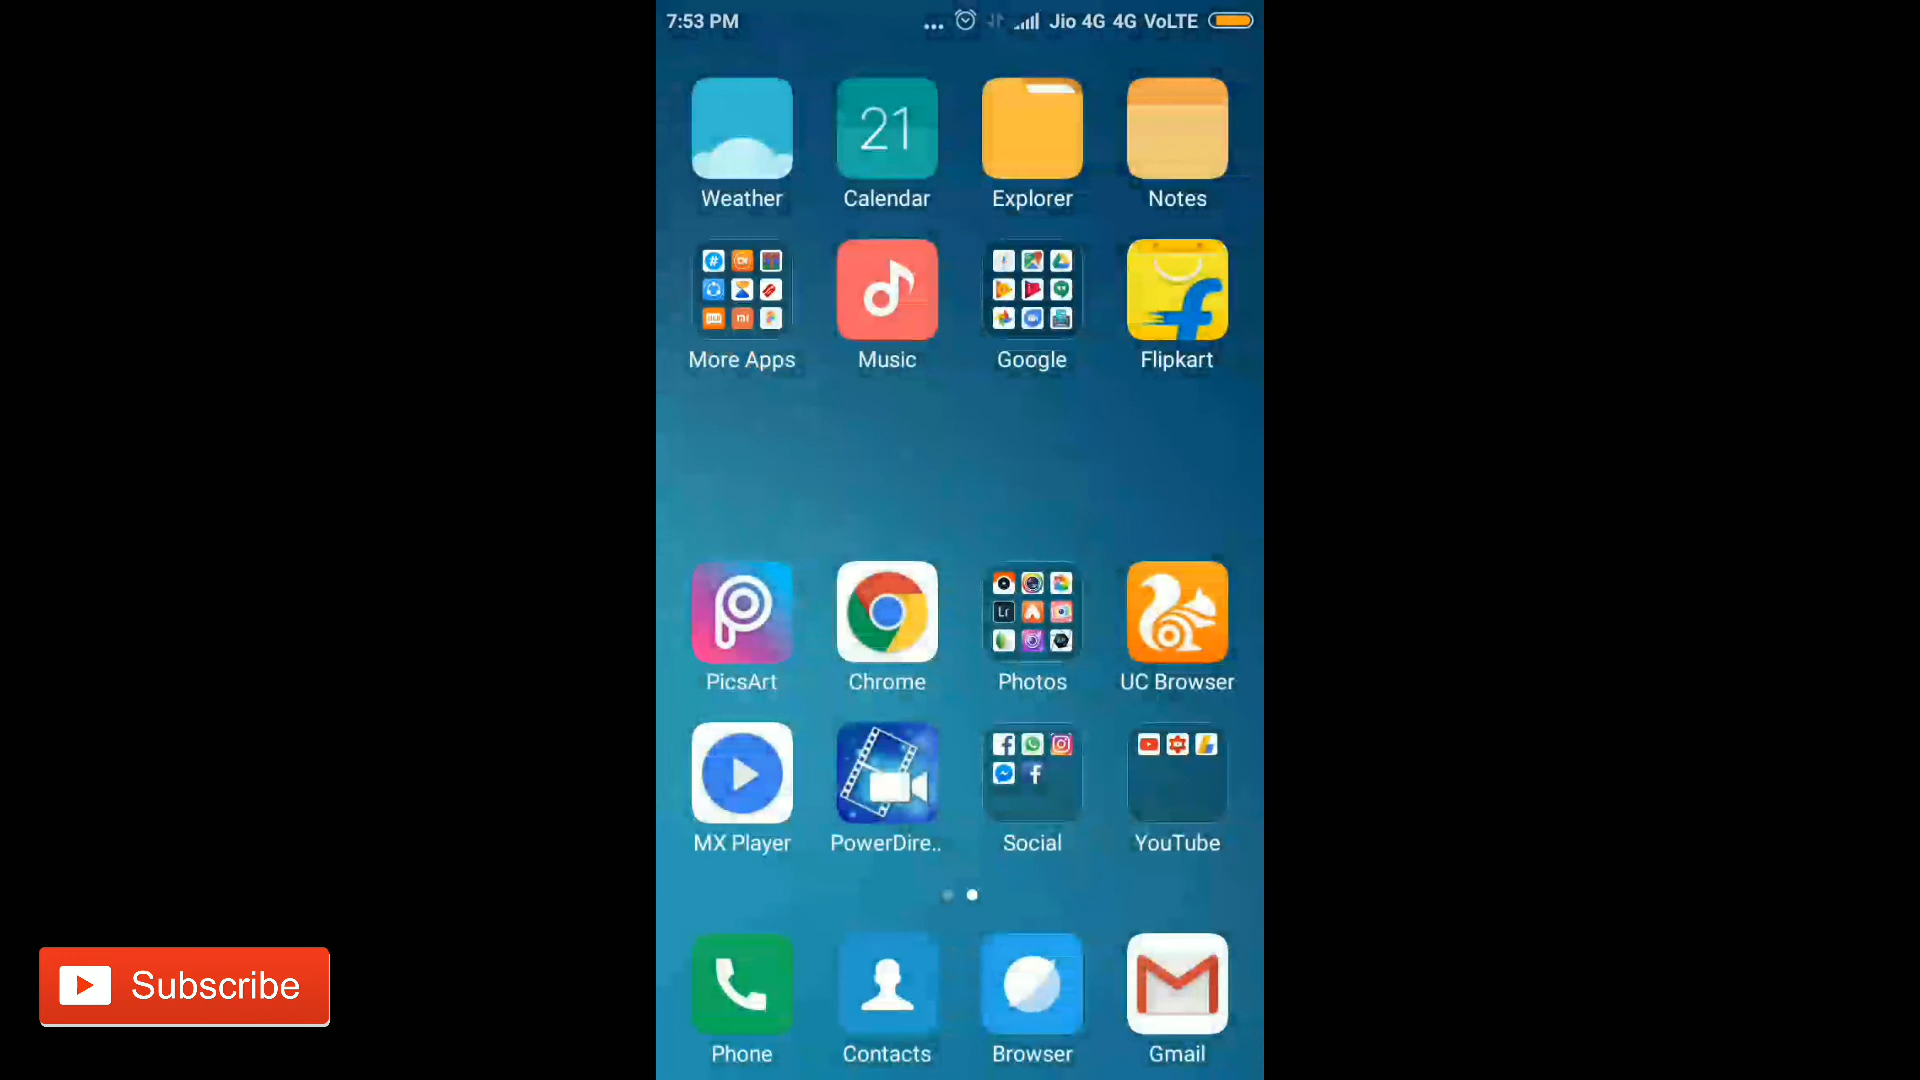 7:53 PM ... Jio 4G 4G VoLTE
21
Weather Calendar Explorer Notes
More Apps Music Google Flipkart
Lr
PicsArt Chrome Photos UC Browser
MX Player PowerDire.. Social YouTube
Subscribe
Phone Contacts Browser Gmail